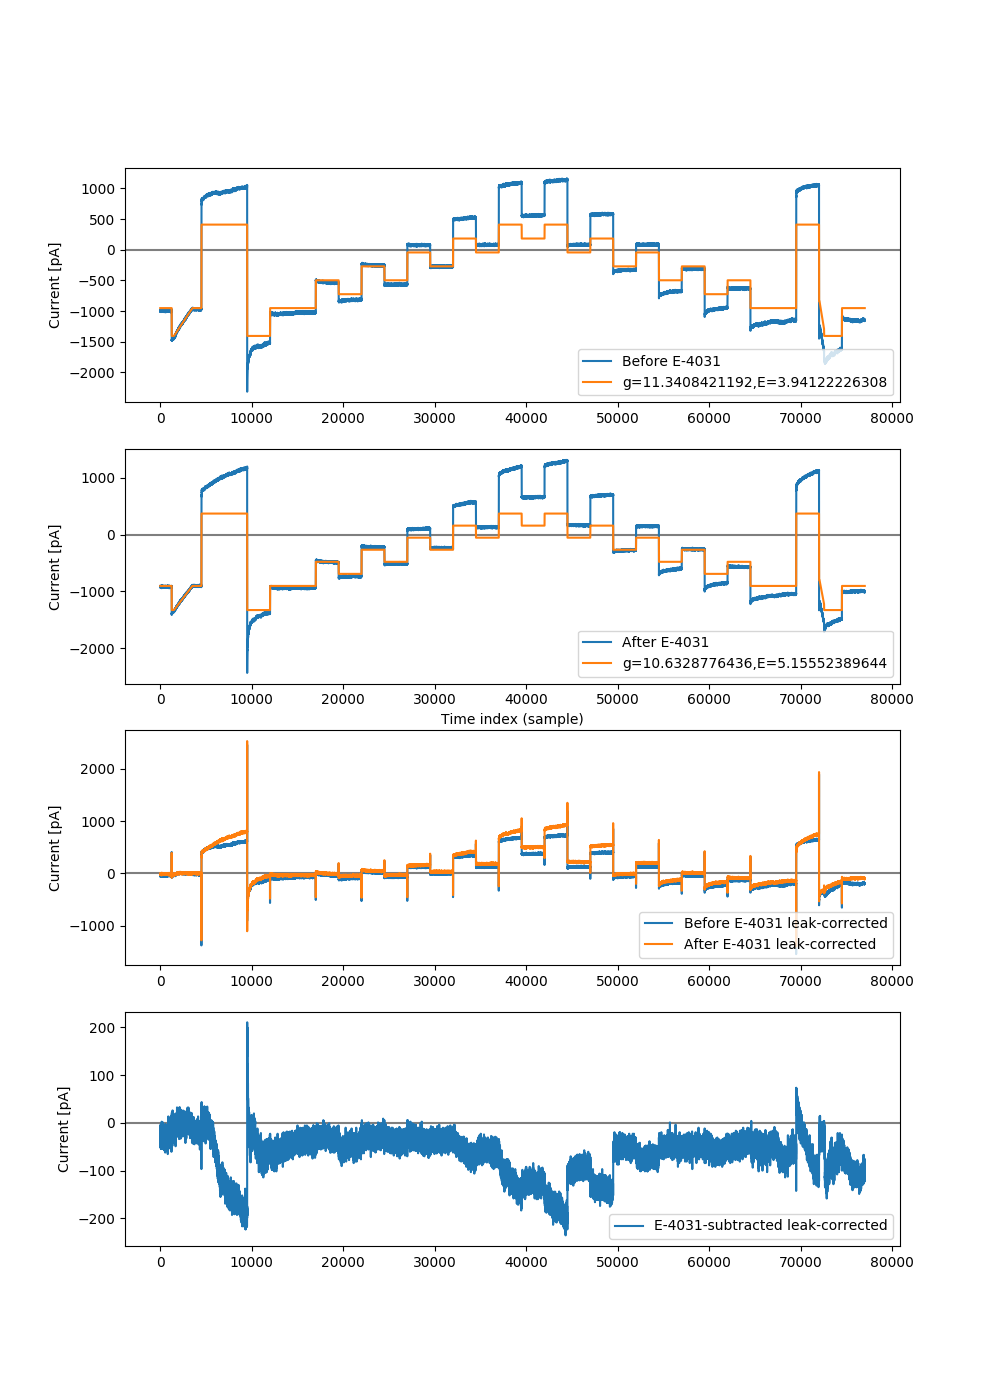 1000
500
0
−500
−1000
−1500
−2000
Current [pA]
Before E-4031
g=11.3408421192,E=3.94122226308
0 10000 20000 30000 40000 50000 60000 70000 80000
1000
0
−1000
−2000
Current [pA]
After E-4031
g=10.6328776436,E=5.15552389644
0 10000 20000 30000 40000 50000 60000 70000 80000
Time index (sample)
2000
1000
0
−1000
Current [pA]
Before E-4031 leak-corrected
After E-4031 leak-corrected
0 10000 20000 30000 40000 50000 60000 70000 80000
200
100
0
−100
−200
Current [pA]
E-4031-subtracted leak-corrected
0 10000 20000 30000 40000 50000 60000 70000 80000